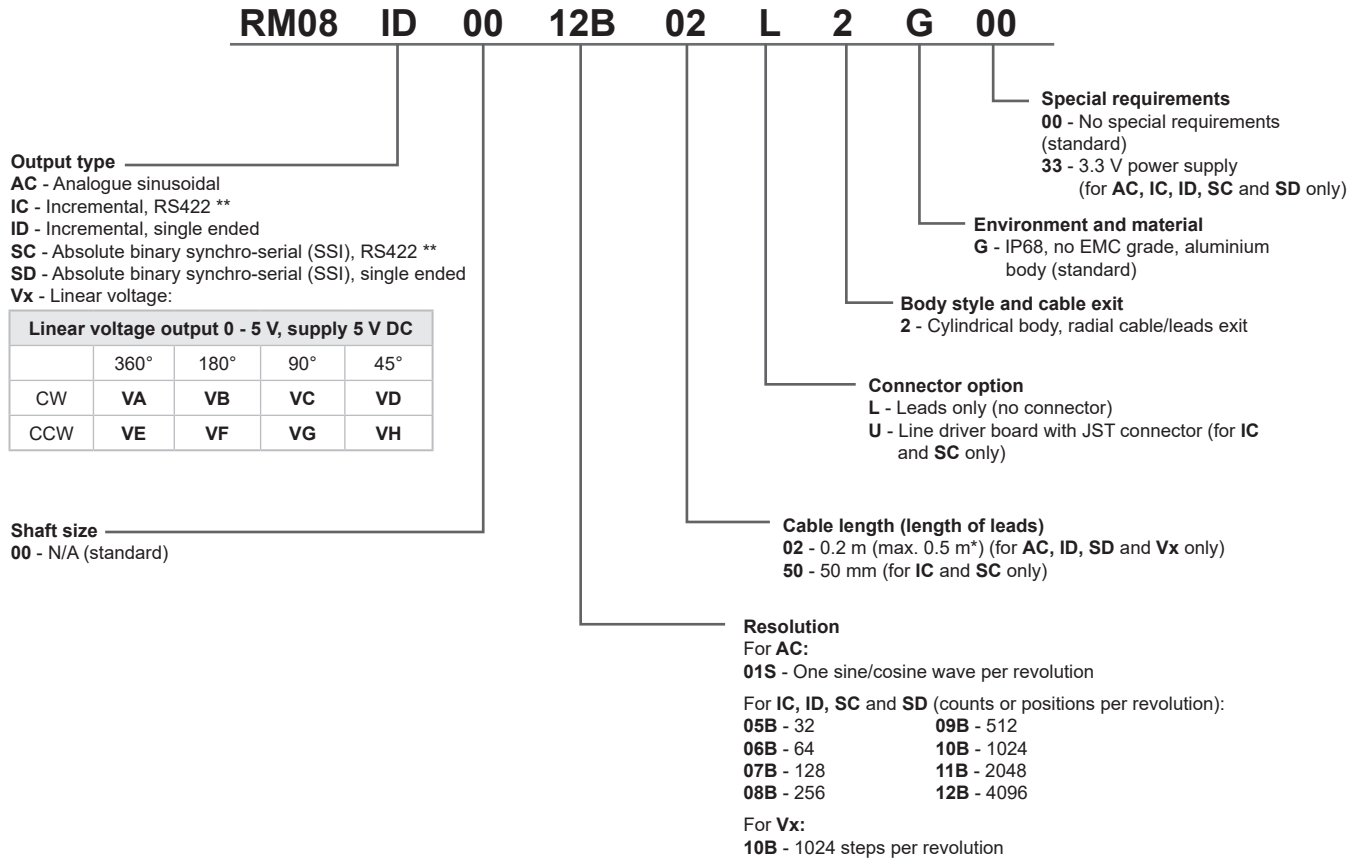 RM08 ID 00 12B 02 L 2 G 00
Special requirements
00 - No special requirements
(standard)
33 - 3.3 V power supply
(for AC, IC, ID, SC and SD only)
Output type
AC - Analogue sinusoidal
IC - Incremental, RS422 **
ID - Incremental, single ended
SC - Absolute binary synchro-serial (SSI), RS422 **
SD - Absolute binary synchro-serial (SSI), single ended
Vx - Linear voltage:
Linear voltage output 0 - 5 V, supply 5 V DC
360° 180° 90° 45°
CW VA VB VC VD
CCW VE VF VG VH
Environment and material
G - IP68, no EMC grade, aluminium
body (standard)
Body style and cable exit
2 - Cylindrical body, radial cable/leads exit
Connector option
L - Leads only (no connector)
U - Line driver board with JST connector (for IC
and SC only)
Shaft size
00 - N/A (standard)
Cable length (length of leads)
02 - 0.2 m (max. 0.5 m*) (for AC, ID, SD and Vx only)
50 - 50 mm (for IC and SC only)
Resolution
For AC:
01S - One sine/cosine wave per revolution
For IC, ID, SC and SD (counts or positions per revolution):
05B - 32 09B - 512
06B - 64 10B - 1024
07B - 128 11B - 2048
08B - 256 12B - 4096
For Vx:
10B - 1024 steps per revolution